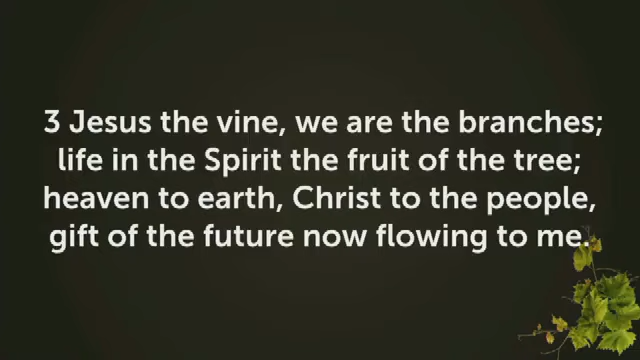 3 Jesus the vine, we are the branches;
life in the Spirit the fruit of the tree;
heaven to earth, Christ to the people,
gift of the future now flowing to me.